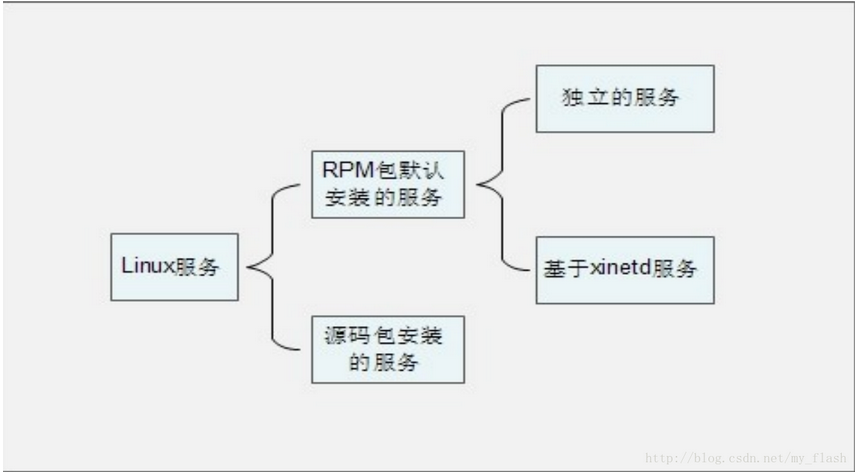 独立的服务
RPM包默认
安装的服务
Linux服务
基于xinetd服务
源码包安装
的服务
http://blog.csdn.net/my_flash